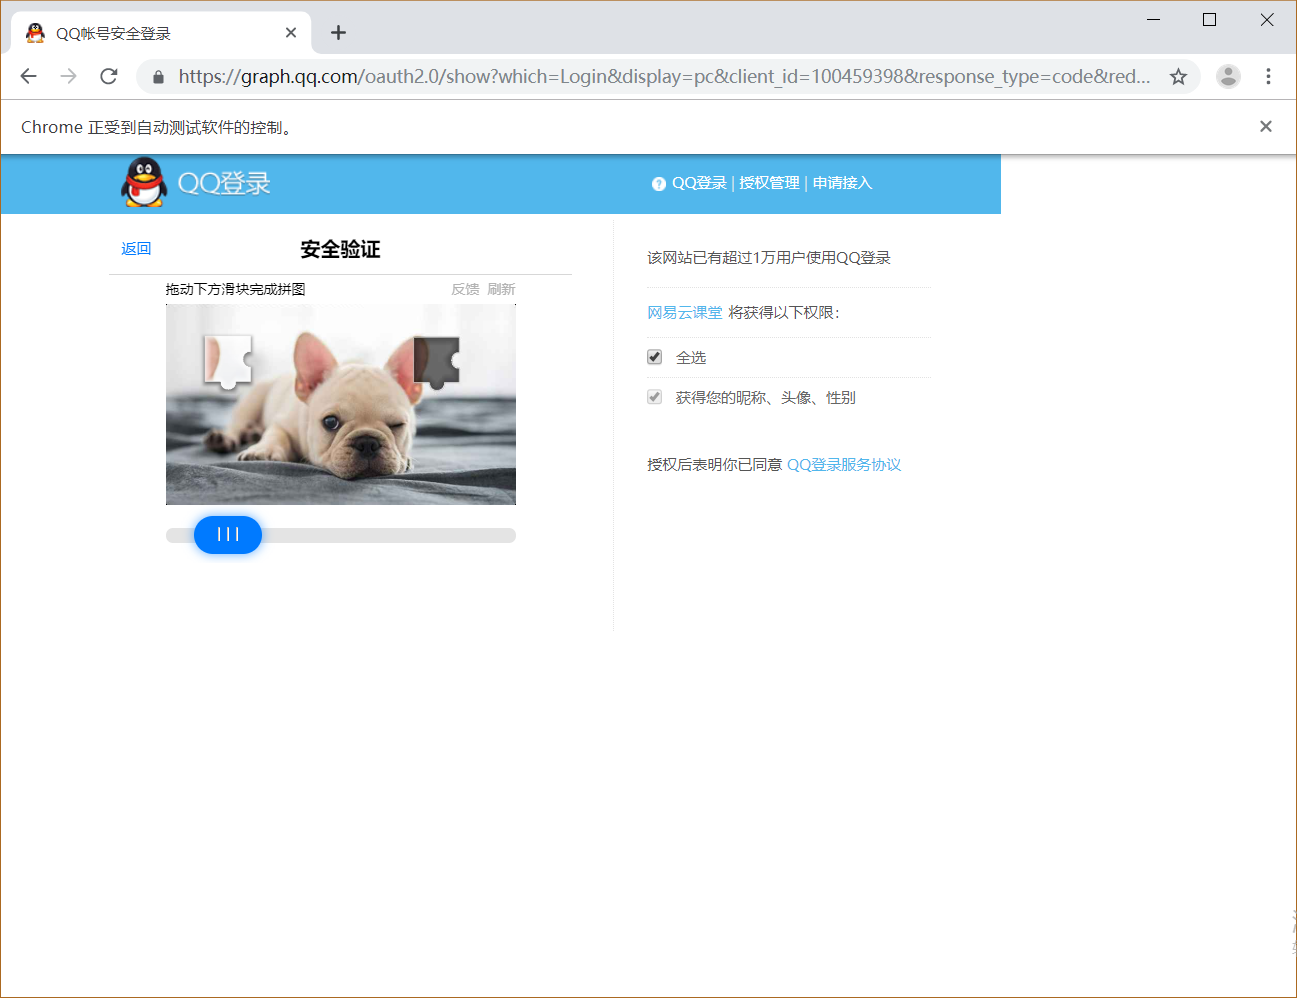 QQ帐号安全登录
https://graph.qq.com/oauth2.0/show?which=Login&display=pc&client_id=100459398&response_type=code&red...
Chrome 正受到自动测试软件的控制。
QQ登录
QQ登录 | 授权管理 | 申请接入
返回
安全验证
拖动下方滑块完成拼图
反馈 刷新
该网站已有超过1万用户使用QQ登录
网易云课堂 将获得以下权限：
全选
获得您的昵称、头像、性别
授权后表明你已同意 QQ登录服务协议